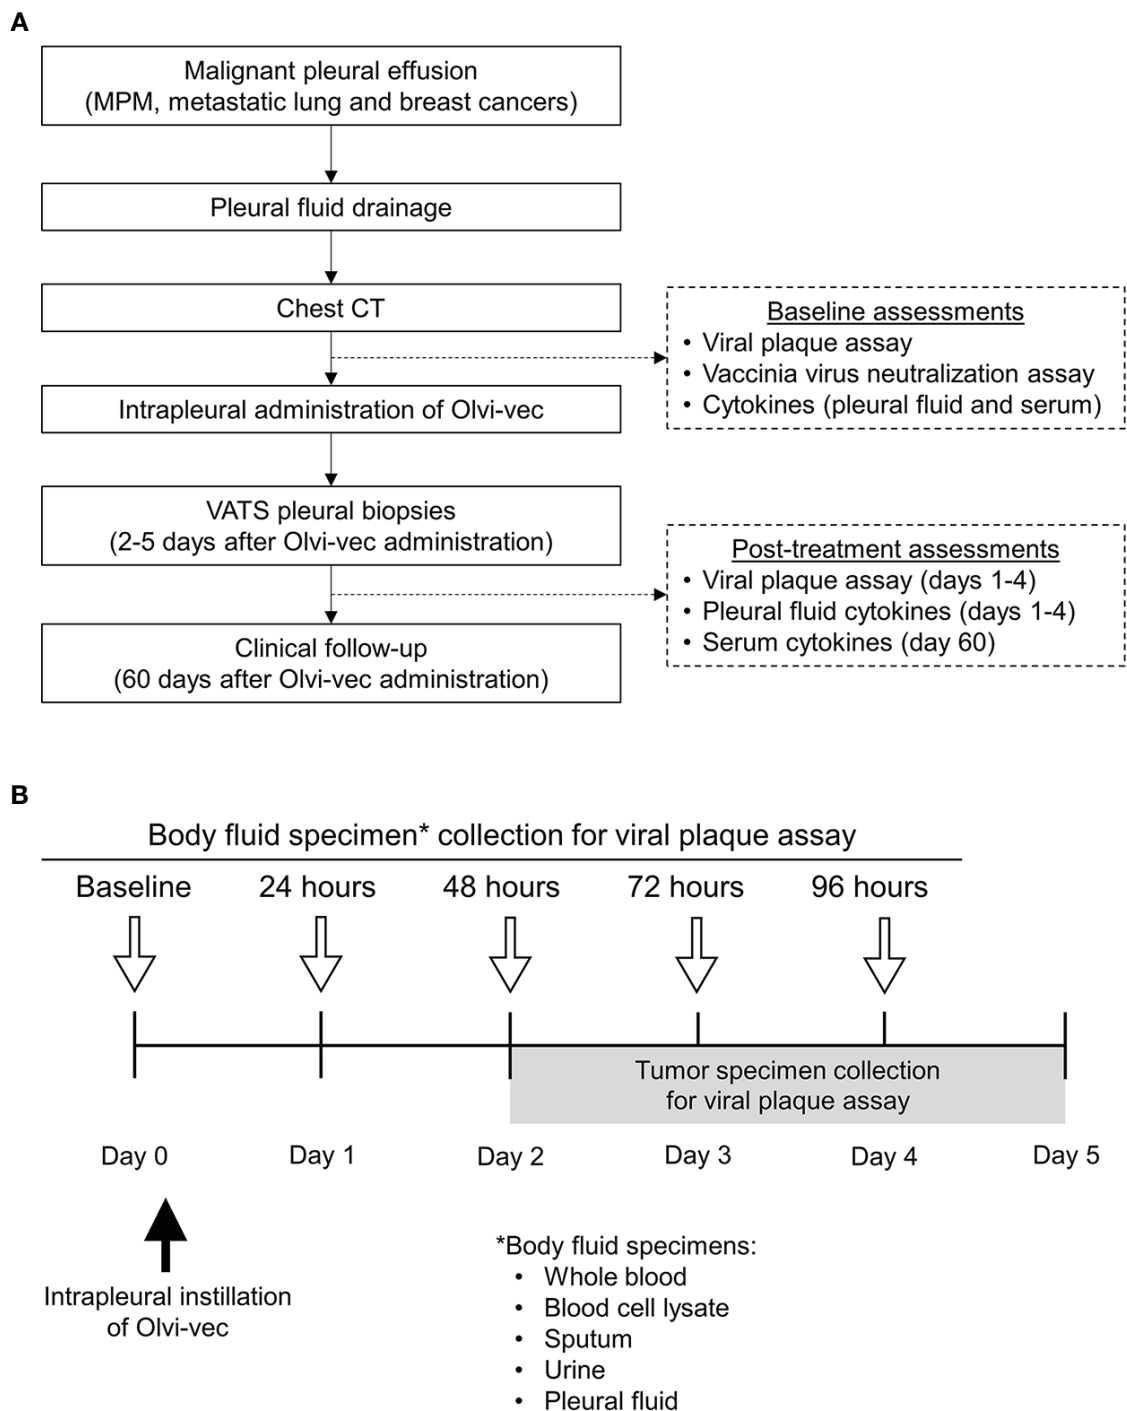 A
Malignant pleural effusion
(MPM, metastatic lung and breast cancers)
Pleural fluid drainage
Chest CT
Baseline assessments
• Viral plaque assay
• Vaccinia virus neutralization assay
• Cytokines (pleural fluid and serum)
Intrapleural administration of Olvi-vec
VATS pleural biopsies
(2-5 days after Olvi-vec administration)
Post-treatment assessments
• Viral plaque assay (days 1-4)
• Pleural fluid cytokines (days 1-4)
• Serum cytokines (day 60)
Clinical follow-up
(60 days after Olvi-vec administration)
B
Body fluid specimen* collection for viral plaque assay
Baseline 24 hours 48 hours 72 hours 96 hours
Tumor specimen collection
for viral plaque assay
Day 0 Day 1 Day 2 Day 3 Day 4 Day 5
Intrapleural instillation
of Olvi-vec
*Body fluid specimens:
• Whole blood
• Blood cell lysate
• Sputum
• Urine
• Pleural fluid